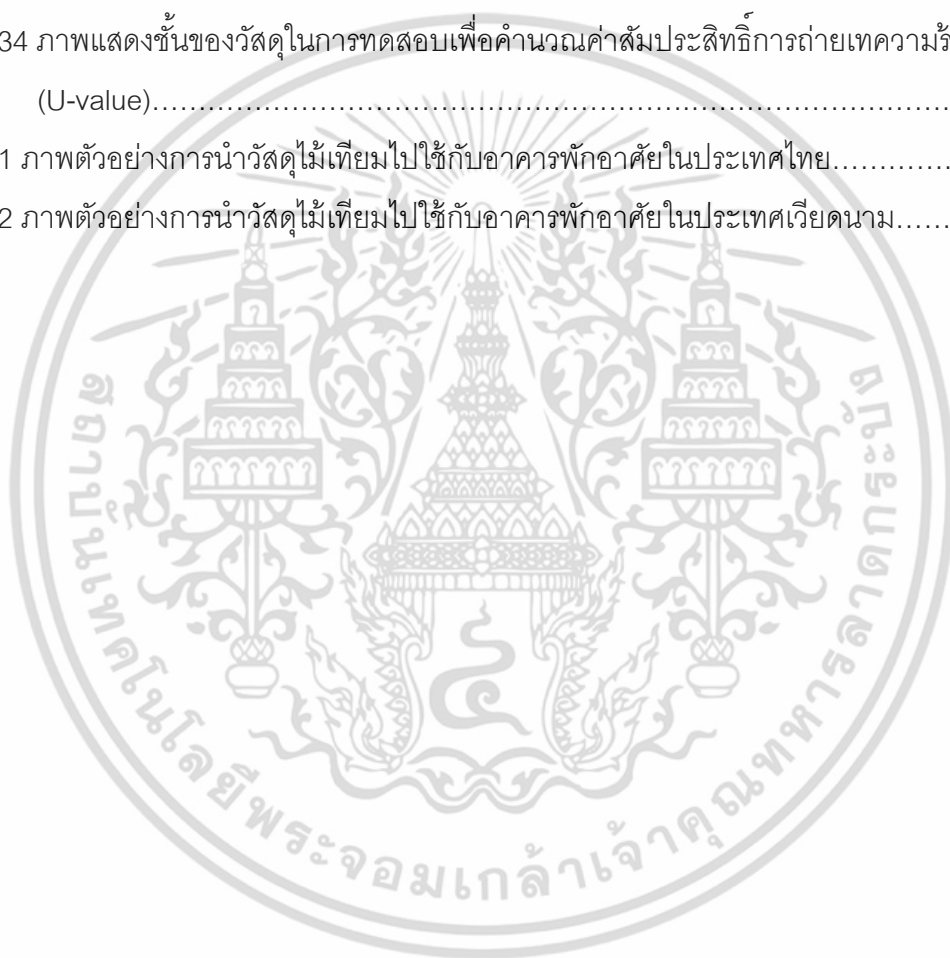 34 ภาพแสดงชั้นของวัสดุในการทดสอบเพื่อคำนวณค่าสัมประสิทธิ์การถ่ายเทความร้
(U-value)......................................................................................
1 ภาพตัวอย่างการนำวัสดุไม้เทียมไปใช้กับอาคารพักอาศัยในประเทศไทย.............
2 ภาพตัวอย่างการนำวัสดุไม้เทียมไปใช้กับอาคารพักอาศัยในประเทศเวียดนาม......
สถาบันเทคโนโลยีพระจอมเกล้าเจ้าคุณทหารลาดกระบัง